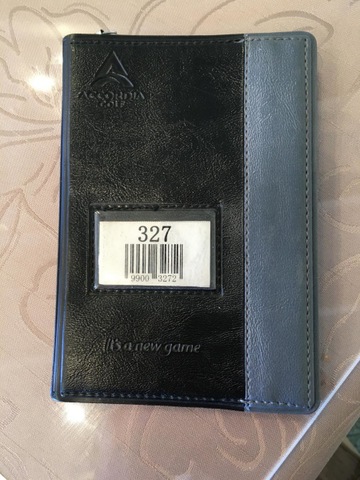 ACCORDIA
GOLF
327
9900 3272
It's a new game